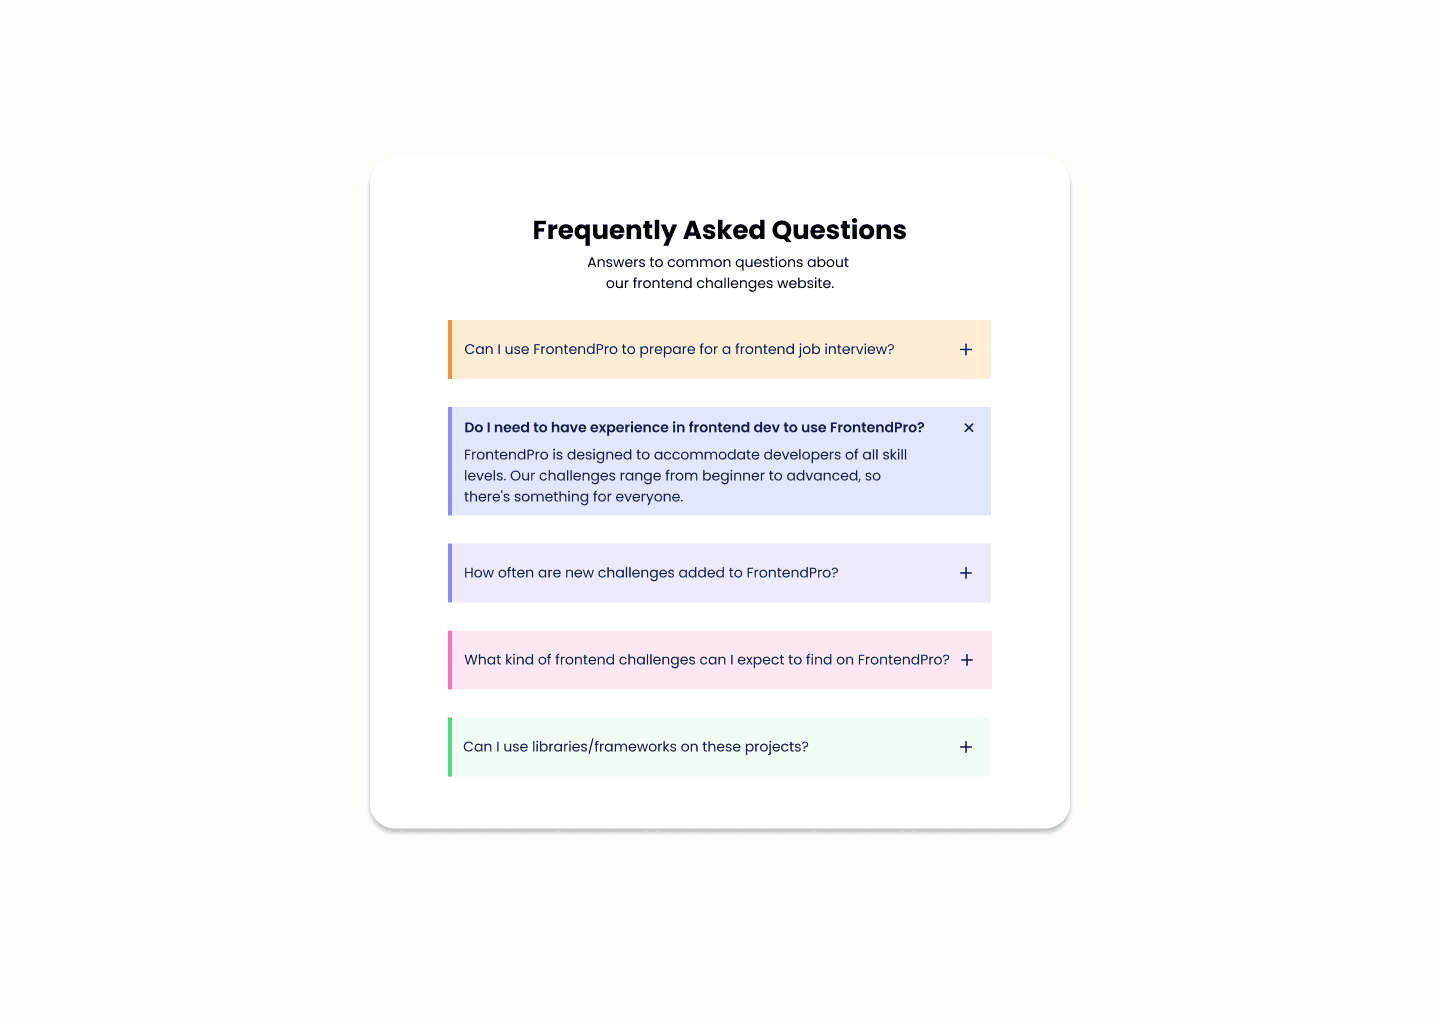 Frequently Asked Questions
Answers to common questions about
our frontend challenges website.
Can I use FrontendPro to prepare for a frontend job interview?
Do I need to have experience in frontend dev to use FrontendPro?
FrontendPro is designed to accommodate developers of all skill
levels. Our challenges range from beginner to advanced, so
there's something for everyone.
How often are new challenges added to FrontendPro?
What kind of frontend challenges can I expect to find on FrontendPro?
Can I use libraries/frameworks on these projects?